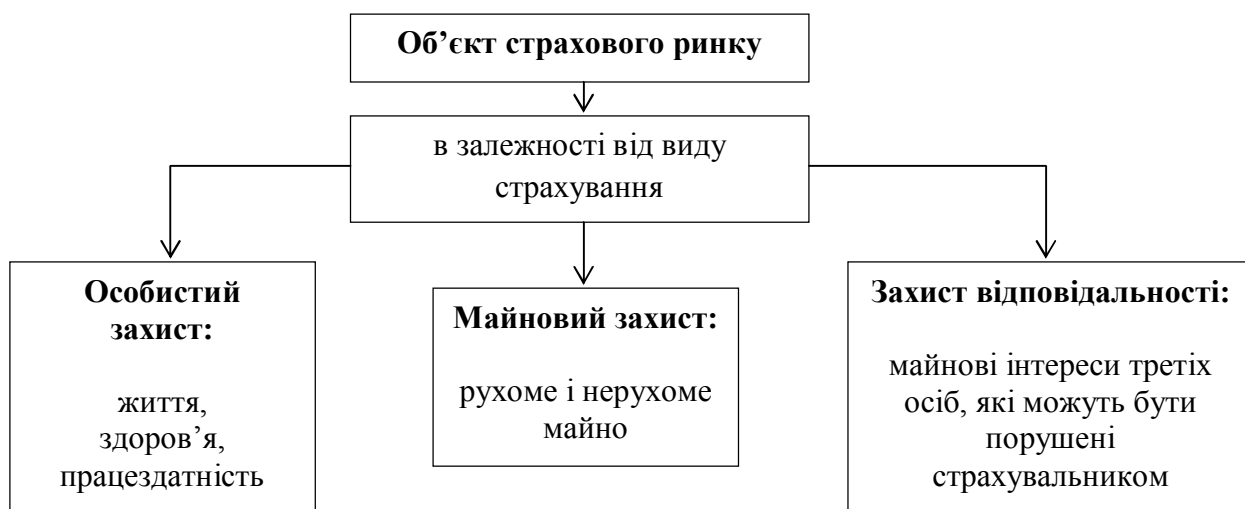 Об’єкт страхового ринку
в залежності від виду
страхування
Особистий
захист:
життя,
здоров’я,
працездатність
Майновий захист:
рухоме і нерухоме
майно
Захист відповідальності:
майнові інтереси третіх
осіб, які можуть бути
порушені
страхувальником